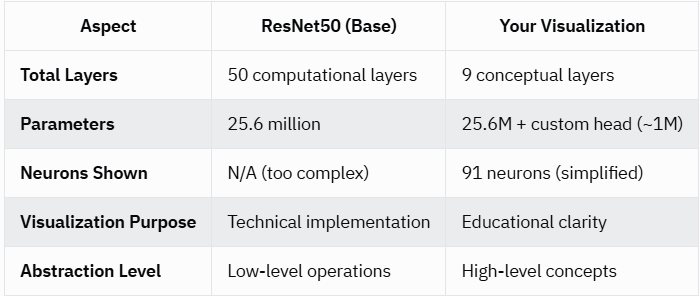 Aspect ResNet50 (Base) Your Visualization
Total Layers 50 computational layers 9 conceptual layers
Parameters 25.6 million 25.6M + custom head (~1M)
Neurons Shown N/A (too complex) 91 neurons (simplified)
Visualization Purpose Technical implementation Educational clarity
Abstraction Level Low-level operations High-level concepts